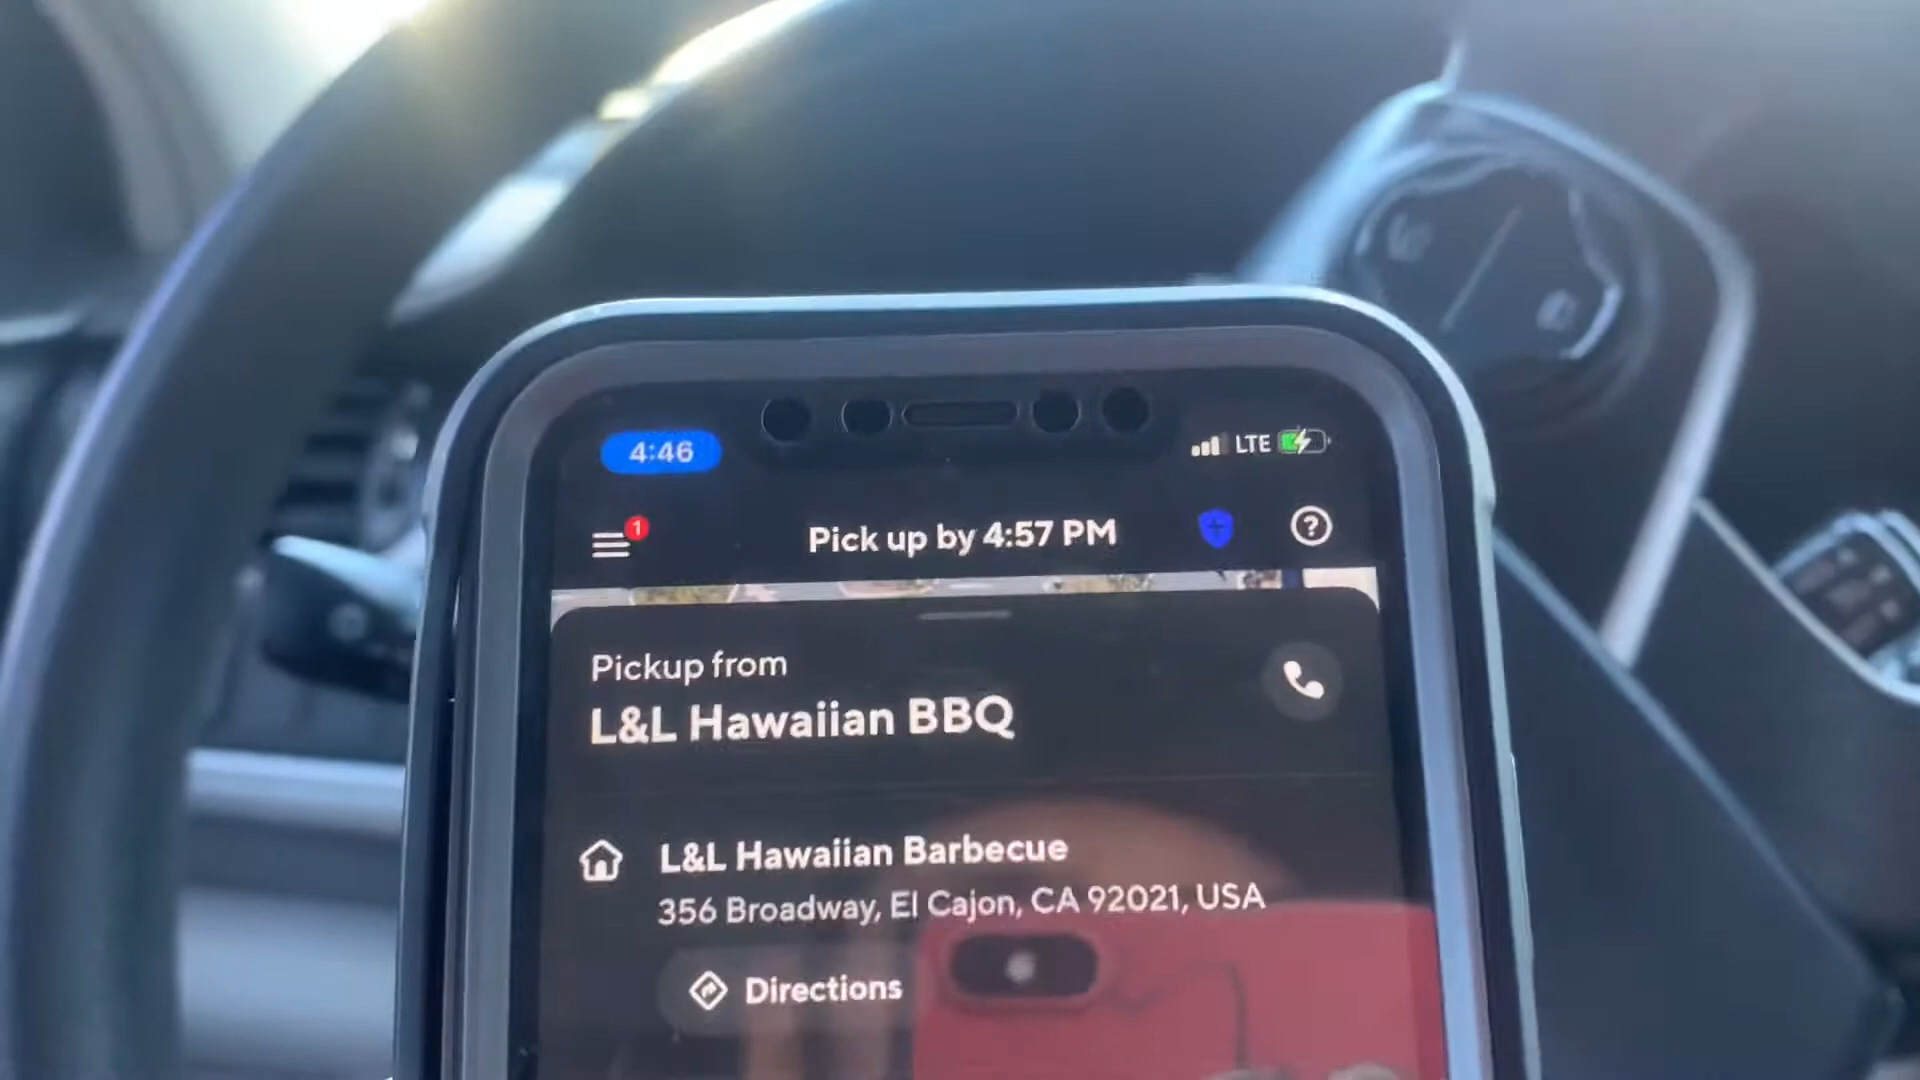 4:46
LTE
1
Pick up by 4:57 PM
?
Pickup from
L&L Hawaiian BBQ
L&L Hawaiian Barbecue
356 Broadway, El Cajon, CA 92021, USA
Directions